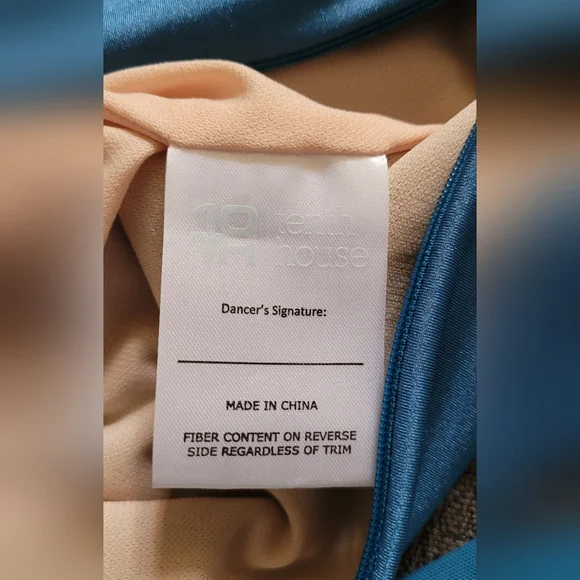 tenth
house
Dancer's Signature:
MADE IN CHINA
FIBER CONTENT ON REVERSE
SIDE REGARDLESS OF TRIM